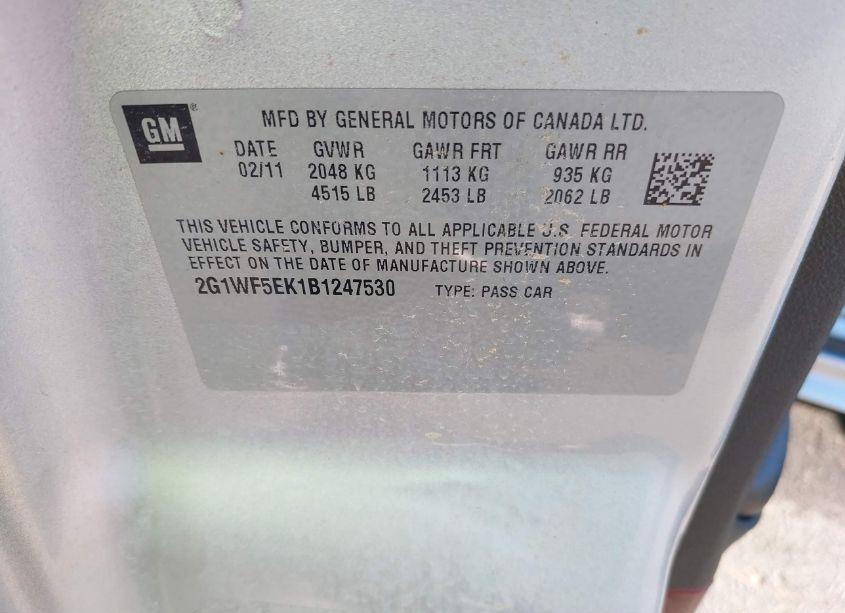 GM®
MFD BY GENERAL MOTORS OF CANADA LTD.
DATE GVWR GAWR FRT GAWR RR
02/11 2048 KG 1113 KG 935 KG
4515 LB 2453 LB 2062 LB
THIS VEHICLE CONFORMS TO ALL APPLICABLE U.S. FEDERAL MOTOR
VEHICLE SAFETY, BUMPER, AND THEFT PREVENTION STANDARDS IN
EFFECT ON THE DATE OF MANUFACTURE SHOWN ABOVE.
2G1WF5EK1B1247530 TYPE: PASS CAR